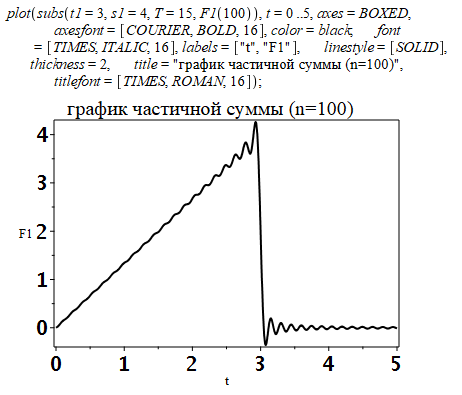 plot(subs(t1 = 3, s1 = 4, T = 15, F1(100)), t = 0 ..5, axes = BOXED,
axesfont = [COURIER, BOLD, 16], color = black, font
= [TIMES, ITALIC, 16], labels = ["t", "F1" ], linestyle = [SOLID],
thickness = 2, title = "график частичной суммы (n=100)",
titlefont = [TIMES, ROMAN, 16]);
график частичной суммы (n=100)
4
3
F1 2
1
0
0 1 2 3 4 5
t